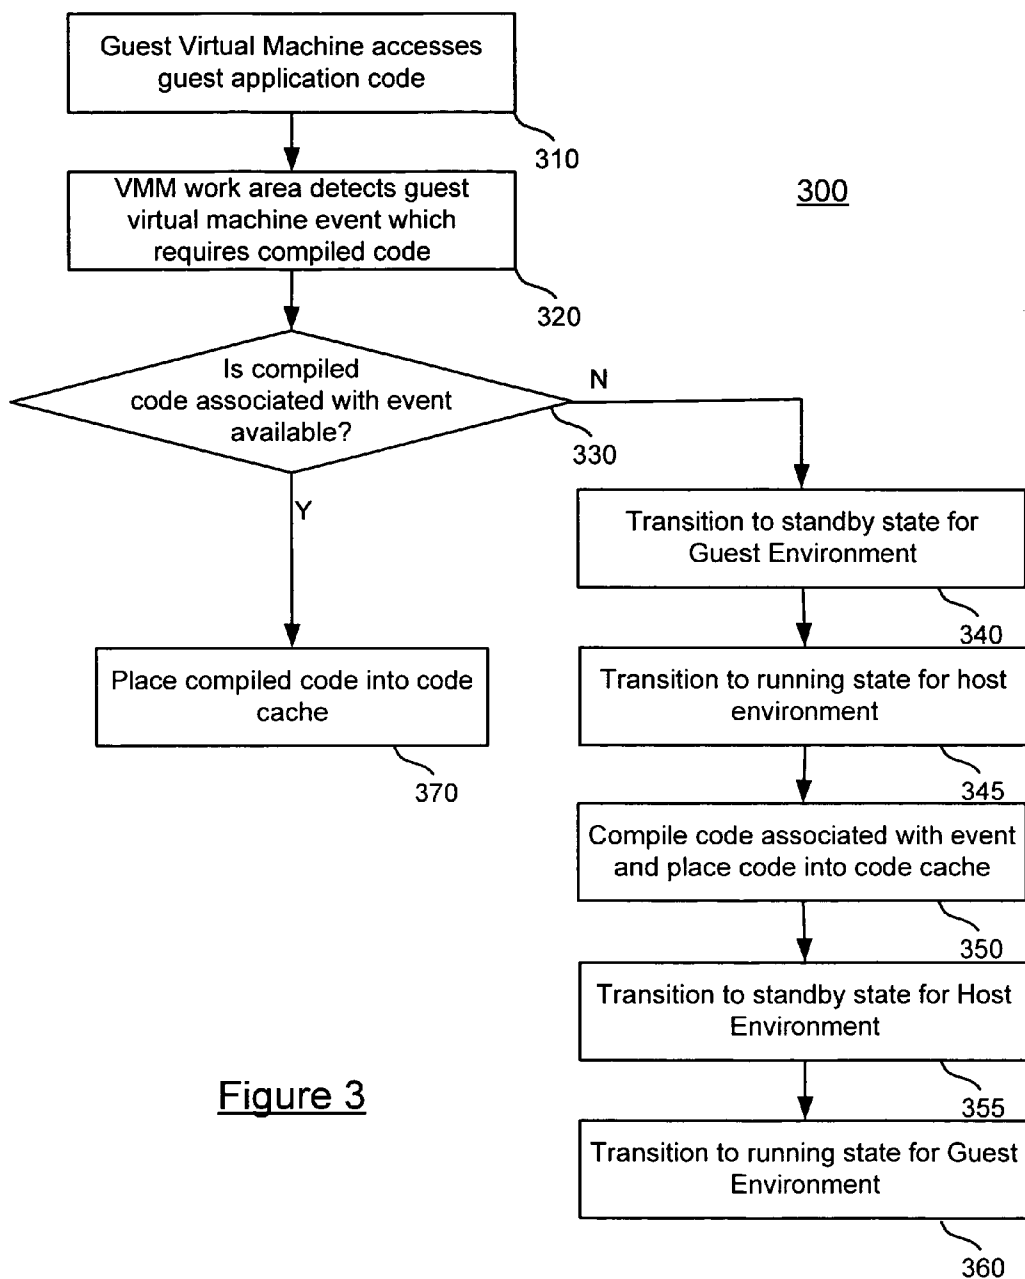 Guest Virtual Machine accesses
guest application code
310
VMM work area detects guest
virtual machine event which
requires compiled code
300
320
Is compiled
code associated with event
available?
N
330
Y
Transition to standby state for
Guest Environment
340
Place compiled code into code
cache
370
Transition to running state for host
environment
345
Compile code associated with event
and place code into code cache
350
Transition to standby state for Host
Environment
355
Figure 3
Transition to running state for Guest
Environment
360